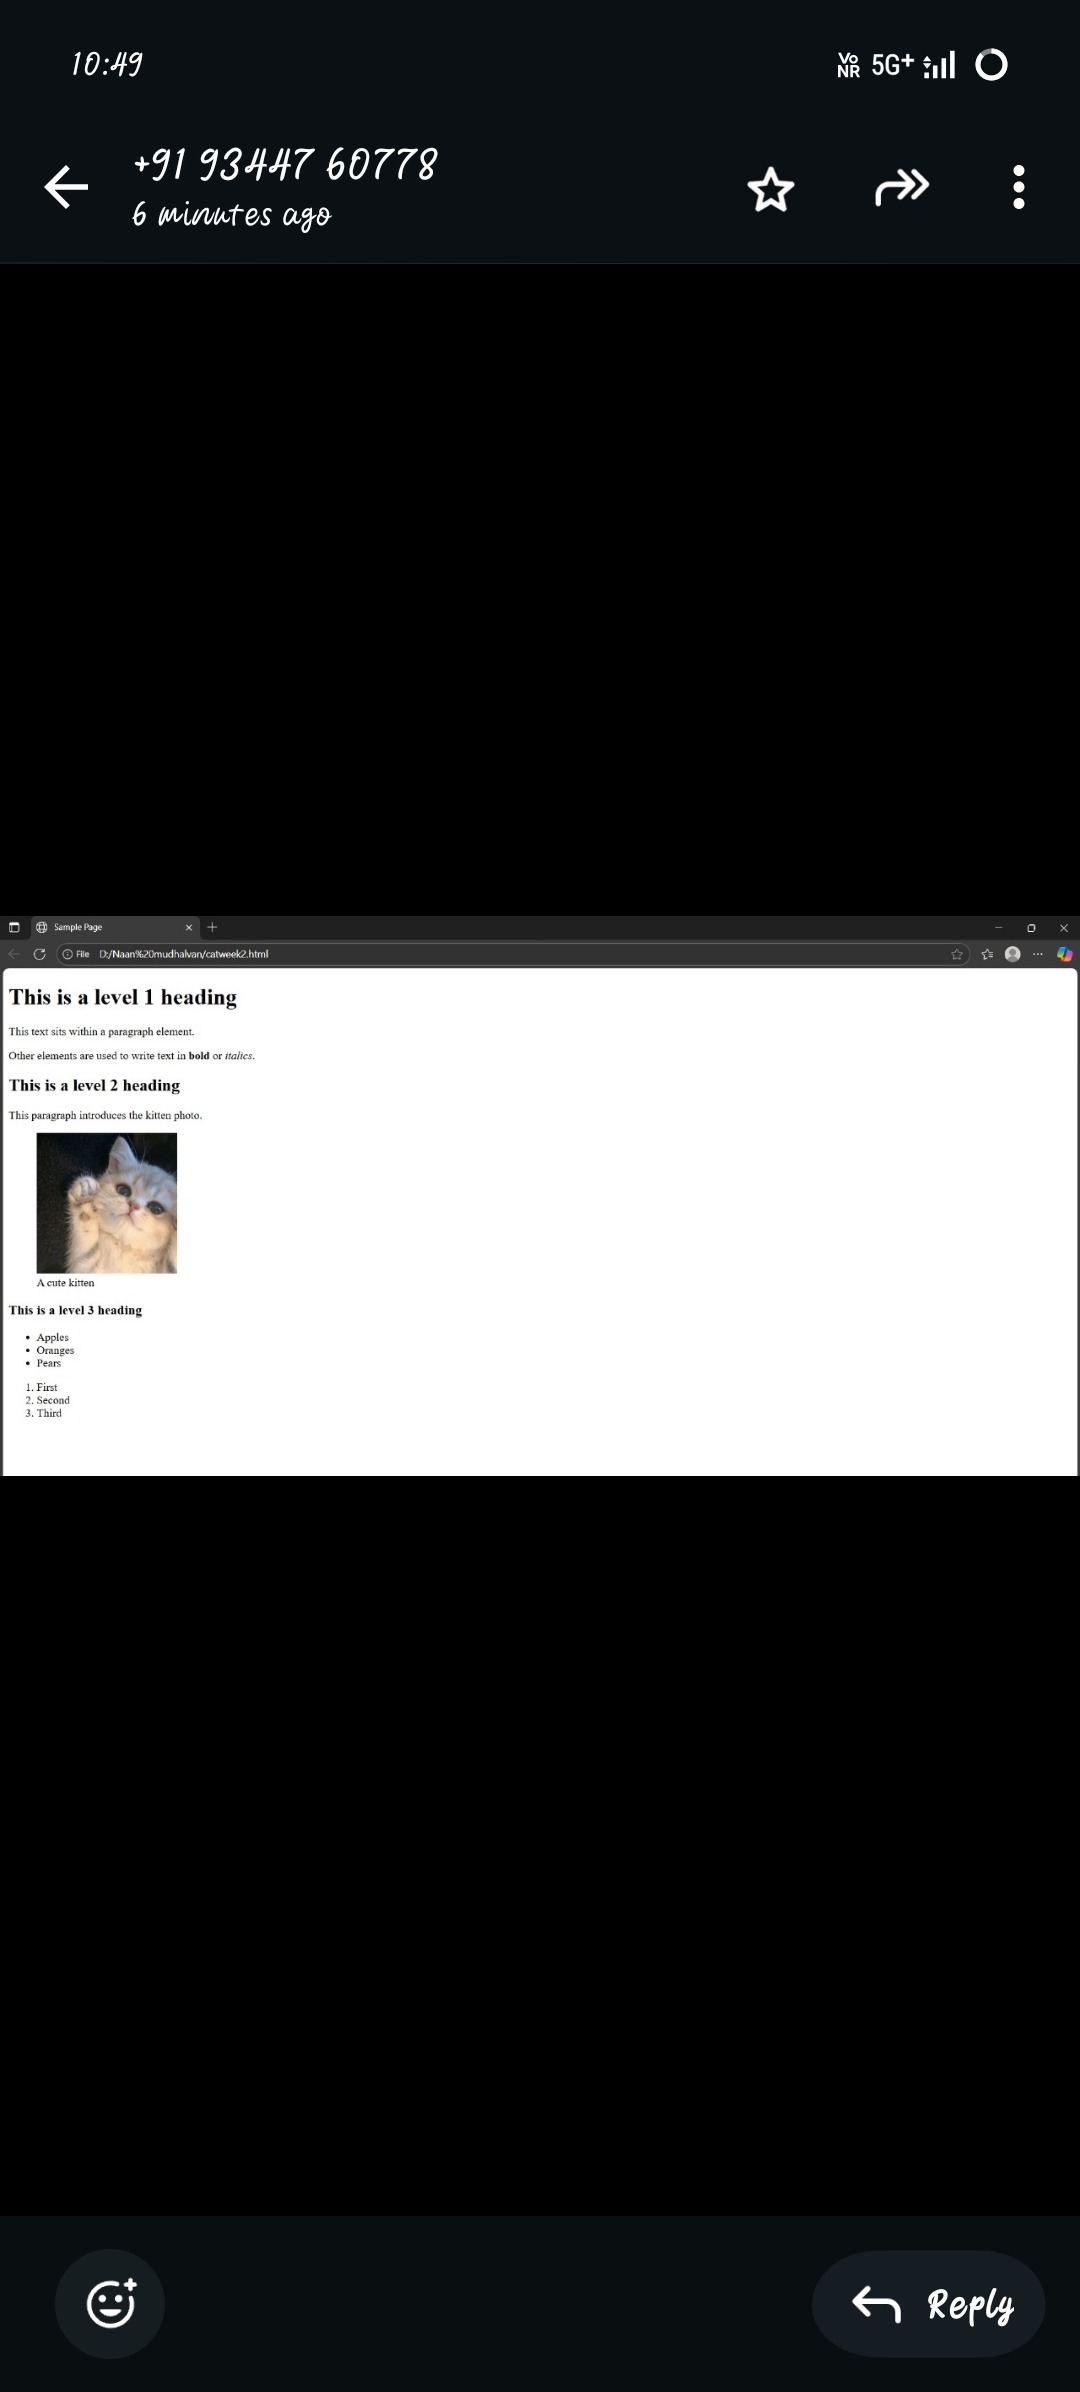 10:49
Vo NR 5G+
+91 93447 60778
6 minutes ago
Sample Page
File D:/Naan%20mudhalvan/catweek2.html
This is a level 1 heading
This text sits within a paragraph element.
Other elements are used to write text in bold or italics.
This is a level 2 heading
This paragraph introduces the kitten photo.
A cute kitten
This is a level 3 heading
• Apples
• Oranges
• Pears
1. First
2. Second
3. Third
Reply